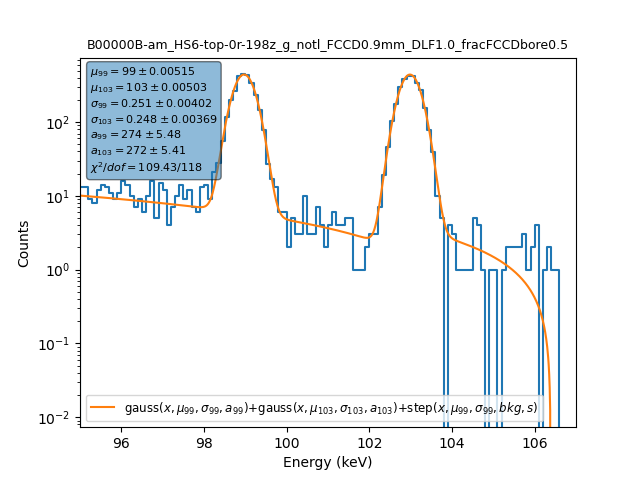 B00000B-am_HS6-top-0r-198z_g_notl_FCCD0.9mm_DLF1.0_fracFCCDbore0.5
μ₉₉ = 99 ± 0.00515
μ₁₀₃ = 103 ± 0.00503
σ₉₉ = 0.251 ± 0.00402
σ₁₀₃ = 0.248 ± 0.00369
a₉₉ = 274 ± 5.48
a₁₀₃ = 272 ± 5.41
χ²/dof = 109.43/118
Counts
10²
10¹
10⁰
10⁻¹
10⁻²
gauss(x, μ₉₉, σ₉₉, a₉₉)+gauss(x, μ₁₀₃, σ₁₀₃, a₁₀₃)+step(x, μ₉₉, σ₉₉, bkg, s)
96 98 100 102 104 106
Energy (keV)